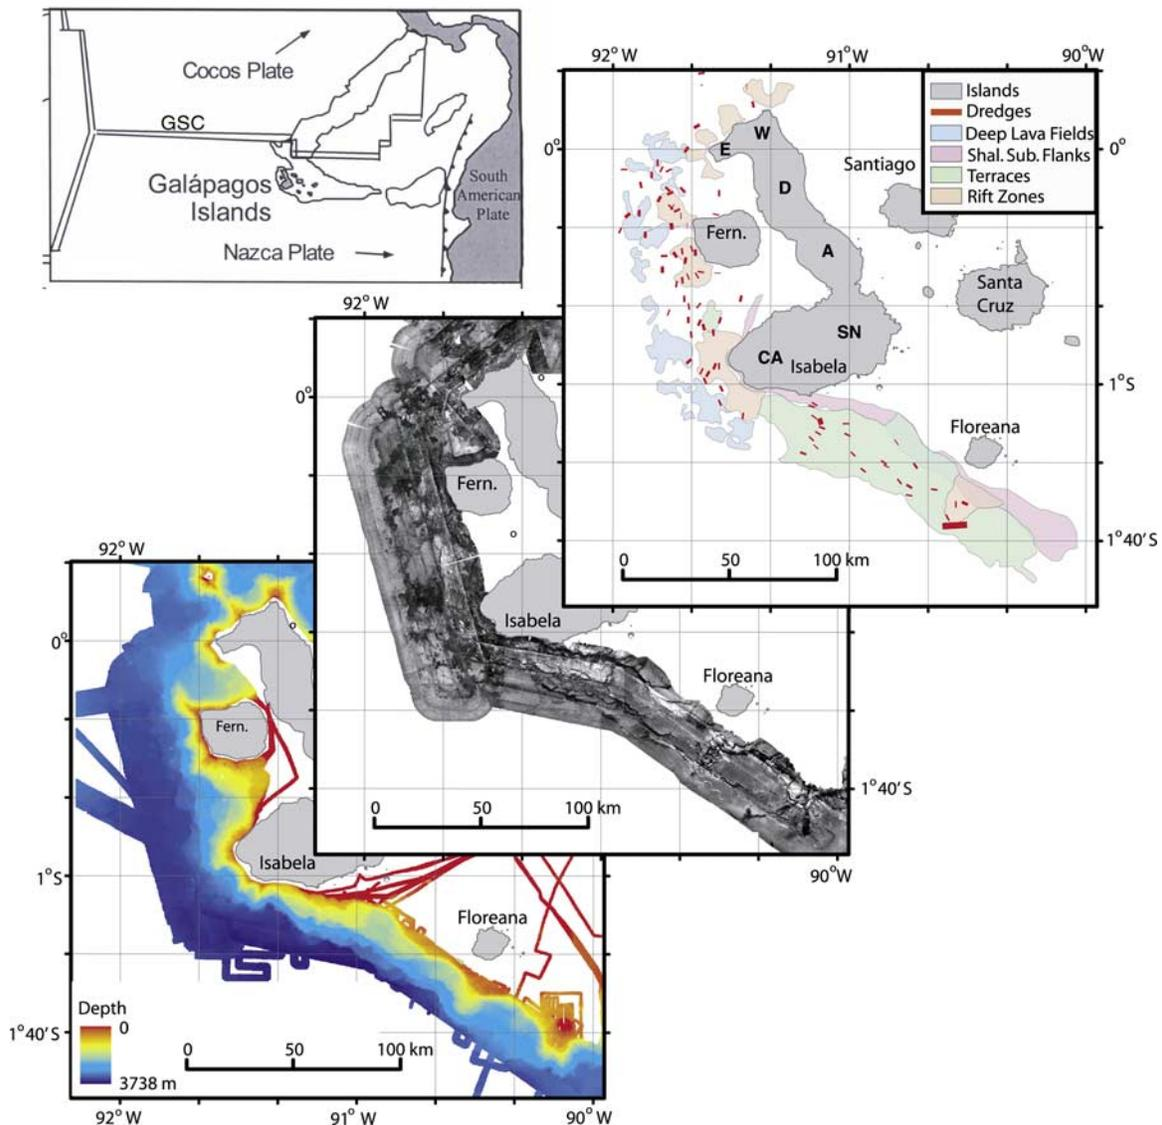 Cocos Plate
GSC
Galápagos
Islands
South
American
Plate
Nazca Plate
92°W
91°W
90°W
Islands
Dredges
Deep Lava Fields
Shal. Sub. Flanks
Terraces
Rift Zones
0°
W
E
Santiago
D
Fern.
A
Santa
Cruz
SN
CA
Isabela
1°S
Floreana
1°40'S
0 50 100 km
92°W
0°
Fern.
Isabela
Floreana
1°40'S
0 50 100 km
90°W
92°W
0°
Fern.
Isabela
1°S
Floreana
Depth
0
3738 m
1°40'S
0 50 100 km
92°W
91°W
90°W